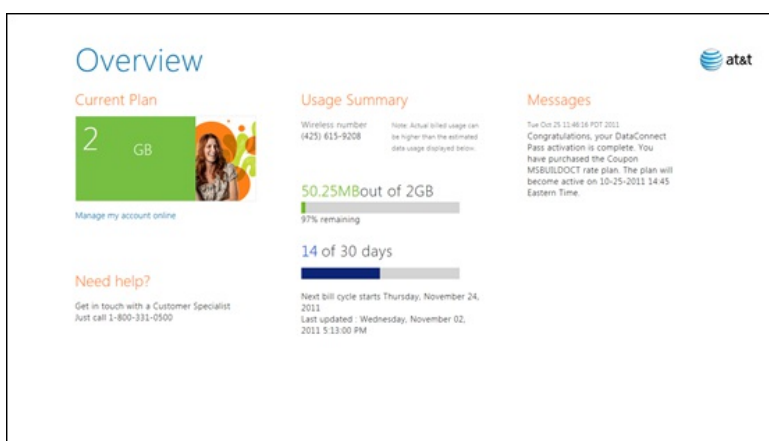 Overview
at&t
Current Plan
2 GB
Manage my account online
Need help?
Get in touch with a Customer Specialist
Just call 1-800-331-0500
Usage Summary
Wireless number
(425) 615-9208
Note: Actual billed usage can
be higher than the estimated
data usage displayed below.
50.25MBout of 2GB
97% remaining
14 of 30 days
Next bill cycle starts Thursday, November 24,
2011
Last updated : Wednesday, November 02,
2011 5:13:00 PM
Messages
Tue Oct 25 11:46:16 PDT 2011
Congratulations, your DataConnect
Pass activation is complete. You
have purchased the Coupon
MSBUILDOCT rate plan. The plan will
become active on 10-25-2011 14:45
Eastern Time.